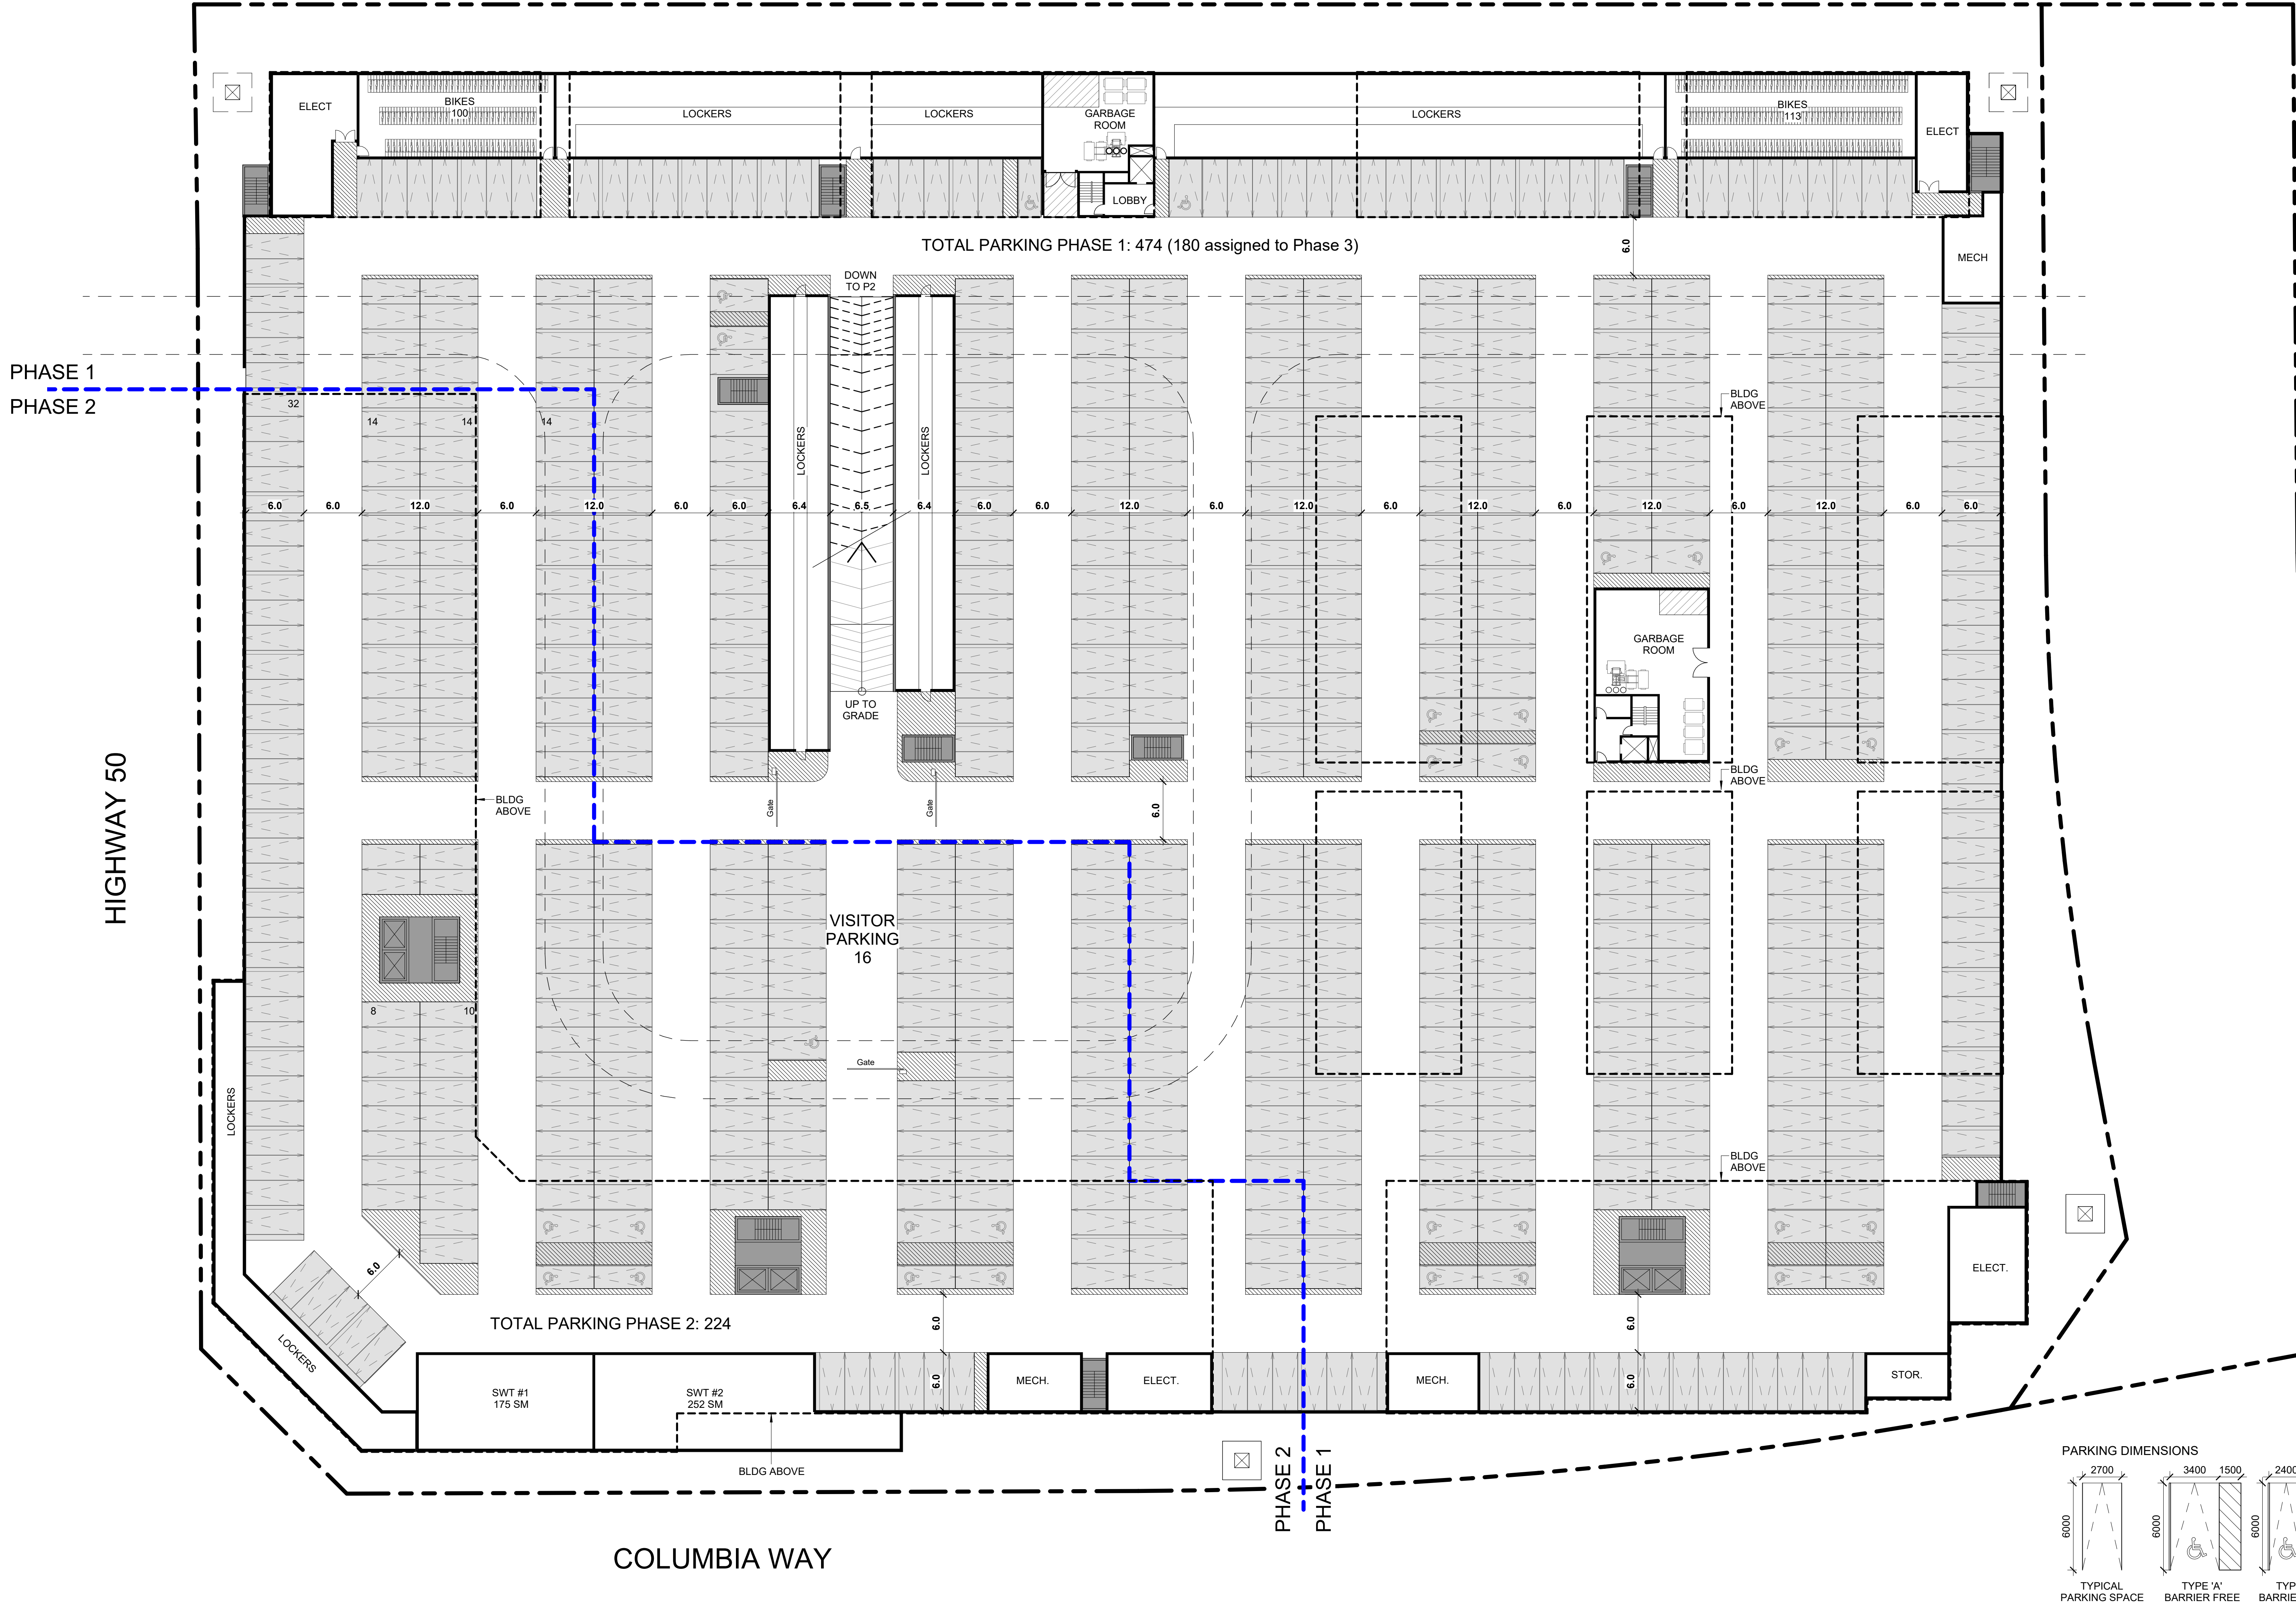 ELECT
BIKES
100
LOCKERS
LOCKERS
GARBAGE
ROOM
LOBBY
LOCKERS
BIKES
113
ELECT
TOTAL PARKING PHASE 1: 474 (180 assigned to Phase 3)
6.0
MECH
DOWN
TO P2
PHASE 1
PHASE 2
32
14
14
14
BLDG
ABOVE
LOCKERS
LOCKERS
6.0
6.0
12.0
6.0
12.0
6.0
6.0
6.4
6.5
6.4
6.0
6.0
12.0
6.0
12.0
6.0
12.0
6.0
12.0
6.0
12.0
6.0
6.0
GARBAGE
ROOM
UP TO
GRADE
HIGHWAY 50
BLDG
ABOVE
Gate
Gate
6.0
BLDG
ABOVE
VISITOR
PARKING
16
8
10
Gate
LOCKERS
BLDG
ABOVE
6.0
ELECT.
TOTAL PARKING PHASE 2: 224
6.0
6.0
LOCKERS
SWT #1
175 SM
SWT #2
252 SM
6.0
MECH.
ELECT.
MECH.
6.0
STOR.
BLDG ABOVE
PHASE 2
PHASE 1
COLUMBIA WAY
PARKING DIMENSIONS
2700
3400
1500
2400
6000
6000
6000
TYPICAL
PARKING SPACE
TYPE 'A'
BARRIER FREE
TYP
BARRIE